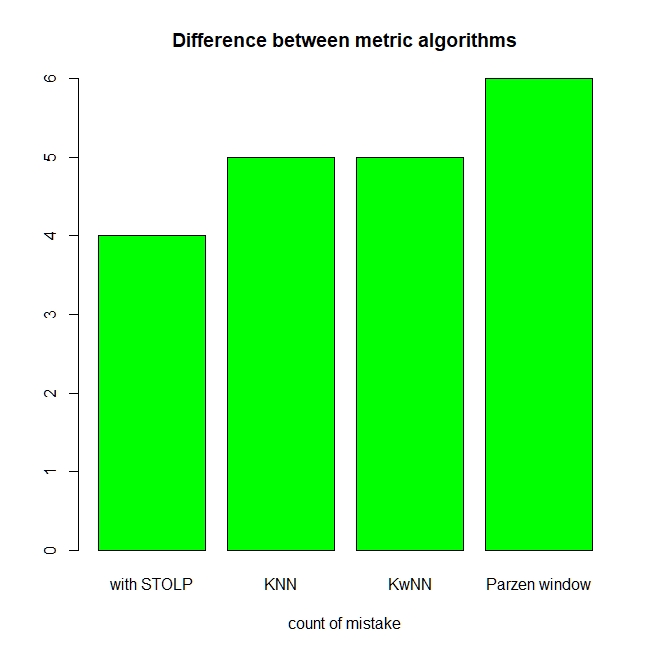 Difference between metric algorithms
6
5
4
3
2
1
0
with STOLP KNN KwNN Parzen window
count of mistake